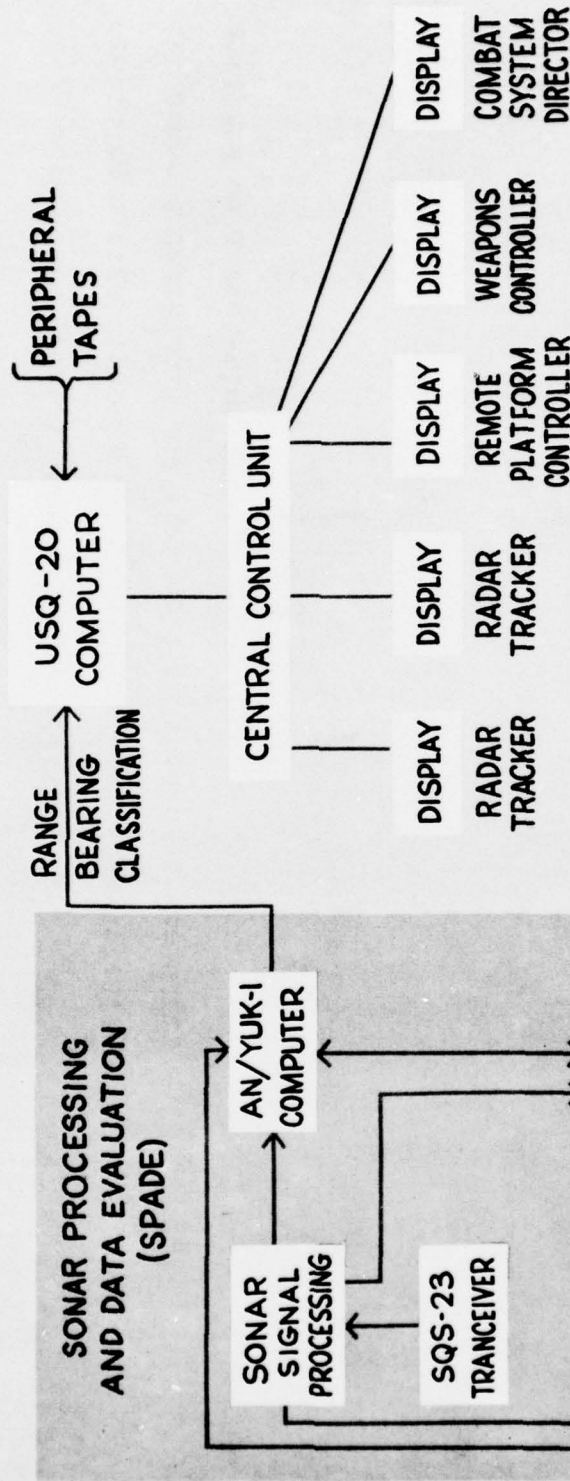 SONAR PROCESSING
AND DATA EVALUATION
(SPADE)
SONAR
SIGNAL
PROCESSING
SQS-23
TRANCEIVER
AN/YUK-1
COMPUTER
RANGE
BEARING
CLASSIFICATION
USQ-20
COMPUTER
PERIPHERAL
TAPES
CENTRAL CONTROL UNIT
DISPLAY
RADAR
TRACKER
DISPLAY
RADAR
TRACKER
DISPLAY
REMOTE
PLATFORM
CONTROLLER
DISPLAY
WEAPONS
CONTROLLER
DISPLAY
COMBAT
SYSTEM
DIRECTOR